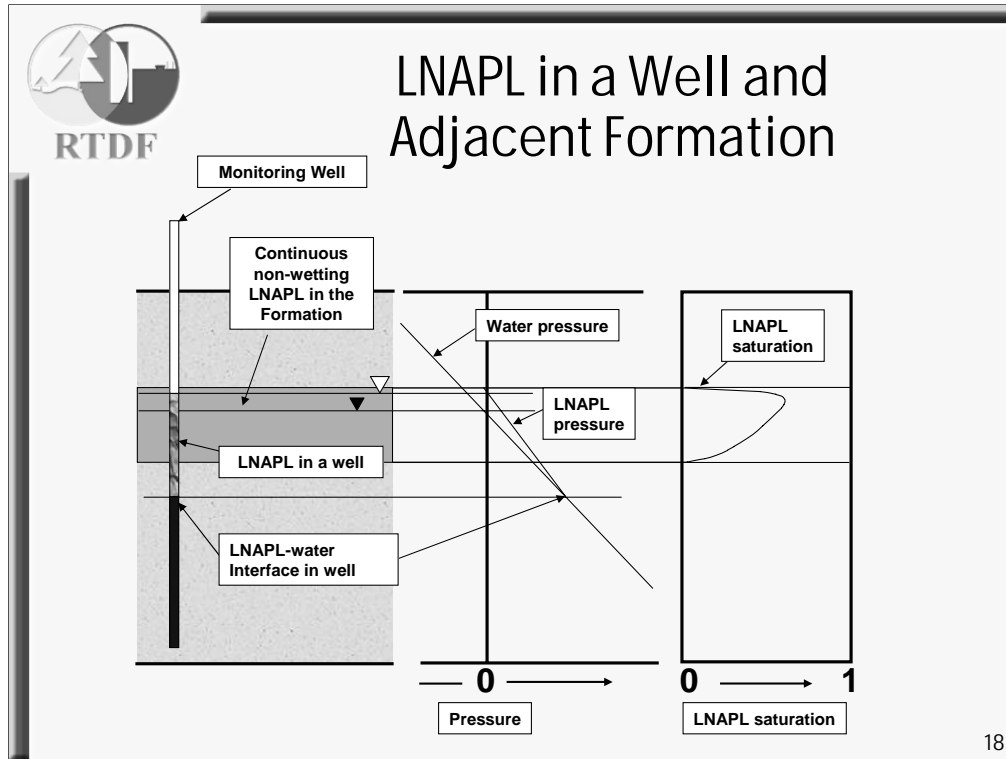 RTDF
LNAPL in a Well and
Adjacent Formation
Monitoring Well
Continuous
non-wetting
LNAPL in the
Formation
Water pressure
LNAPL
saturation
LNAPL
pressure
LNAPL in a well
LNAPL-water
Interface in well
0
0
1
Pressure
LNAPL saturation
18